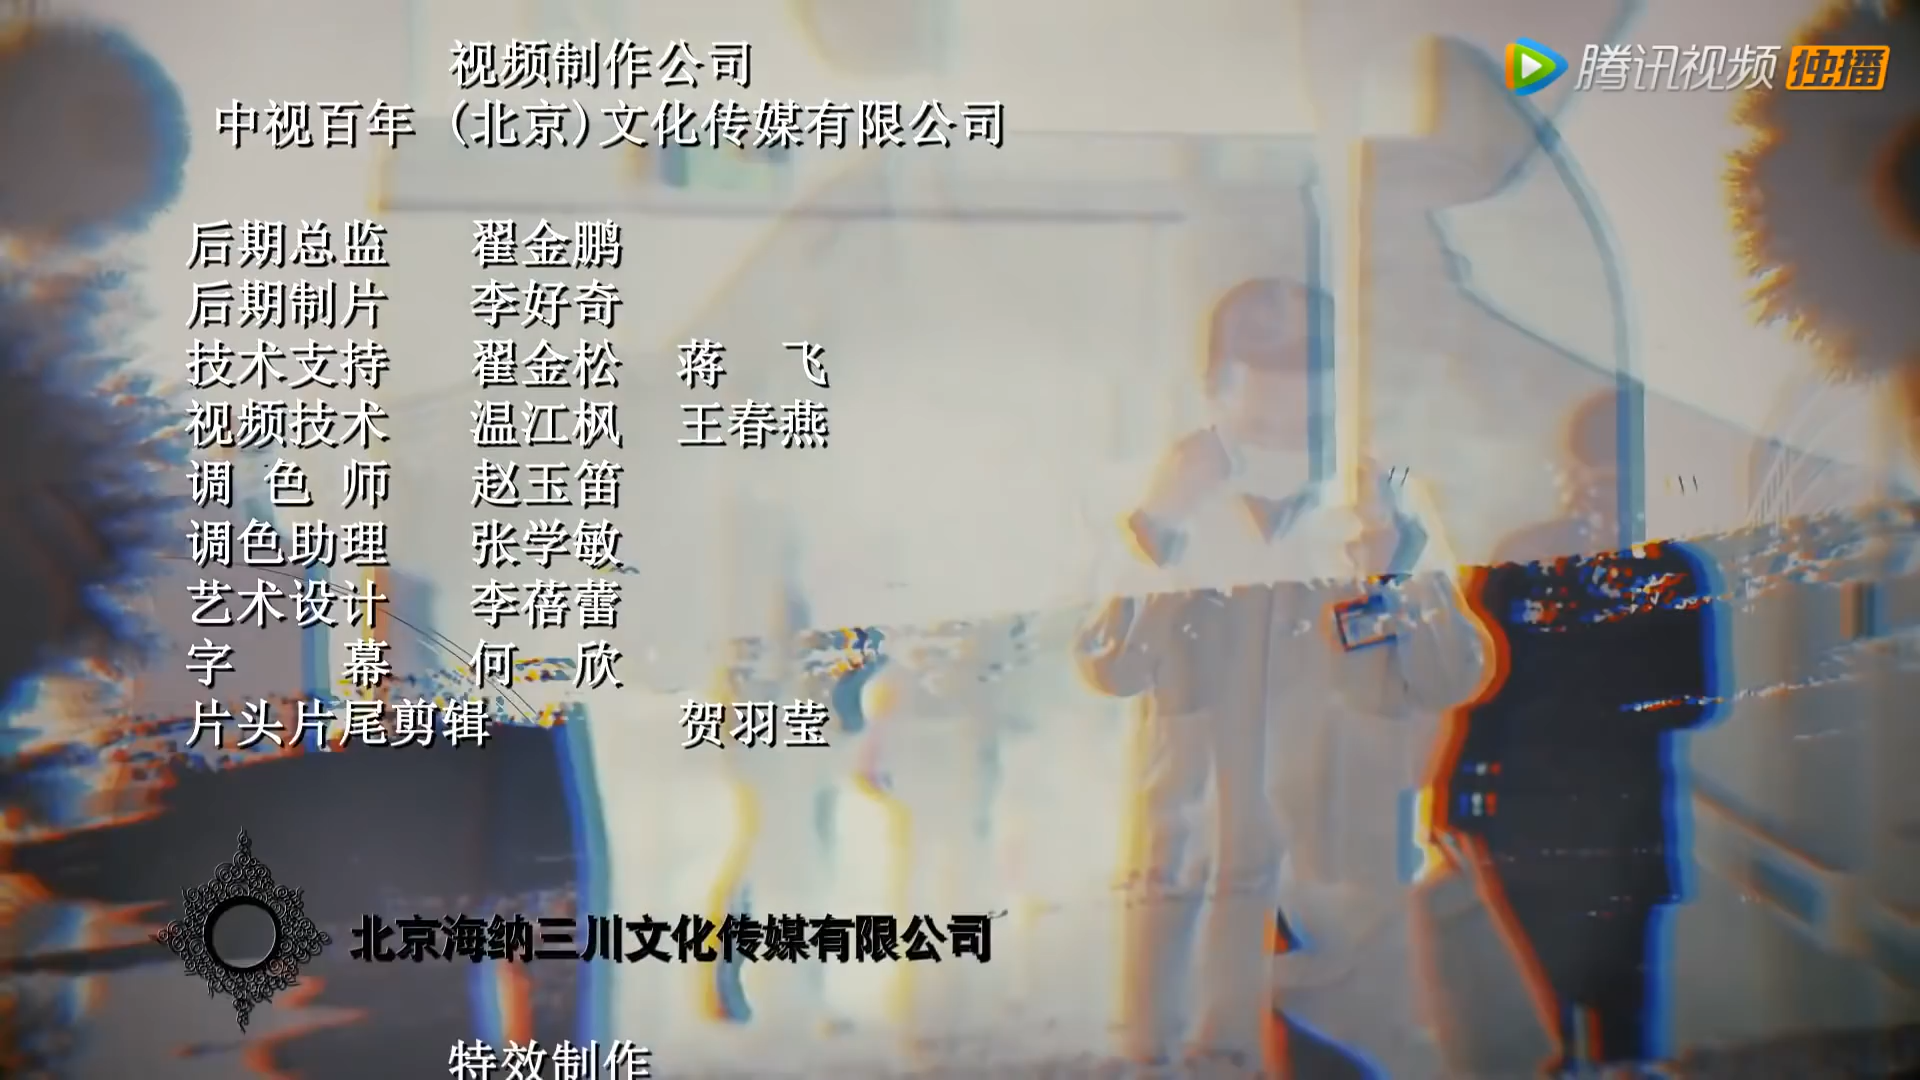 视频制作公司
腾讯视频 独播
中视百年 (北京)文化传媒有限公司
后期总监 翟金鹏
后期制片 李好奇
技术支持 翟金松 蒋 飞
视频技术 温江枫 王春燕
调 色 师 赵玉笛
调色助理 张学敏
艺术设计 李蓓蕾
字 幕 何 欣
片头片尾剪辑 贺羽莹
北京海纳三川文化传媒有限公司
特效制作